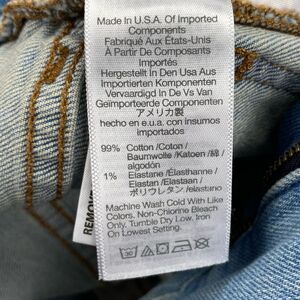 Made In U.S.A. Of Imported
Components
Fabriqué Aux États-Unis
À Partir De Composants
Importés
Hergestellt In Den Usa Aus
Importierten Komponenten
Vervaardigd In De Vs Van
Geïmporteerde Componenten
アメリカ製
hecho en e.u.a. con insumos
importados
99% Cotton /Coton /
Baumwolle /Katoen /綿 /
algodón
1% Elastane /Élasthanne /
Elastan /Elastaan /
ポリウレタン /elastano
Machine Wash Cold With Like
Colors. Non-Chlorine Bleach
Only. Tumble Dry Low. Iron
On Lowest Setting.
REMOVE